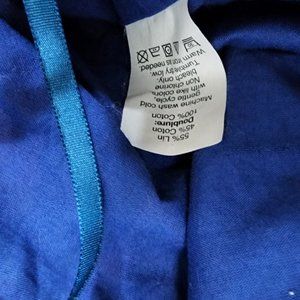 55% Lin
45% Coton
Doublure:
100% Coton
Machine wash cold
gentle cycle,
with like colors.
Non chlorine
bleach only
Tumble dry low.
Warm iron as needed